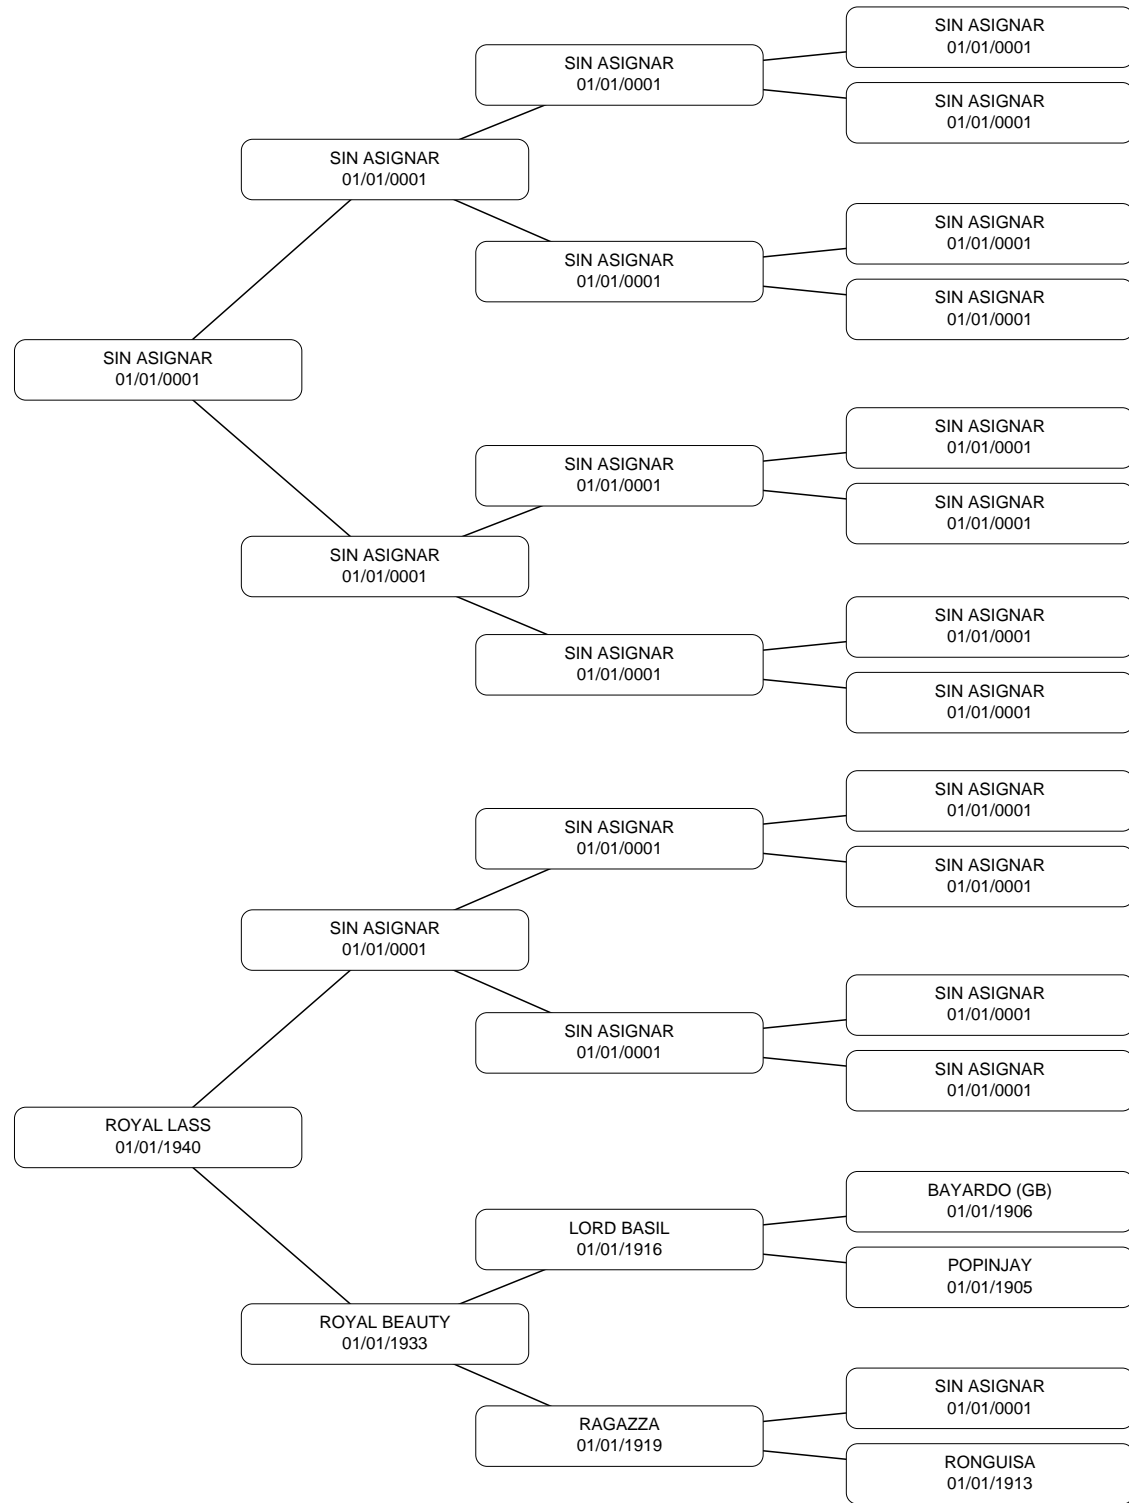 SIN ASIGNAR
01/01/0001
SIN ASIGNAR
01/01/0001
SIN ASIGNAR
01/01/0001
SIN ASIGNAR
01/01/0001
SIN ASIGNAR
01/01/0001
SIN ASIGNAR
01/01/0001
SIN ASIGNAR
01/01/0001
SIN ASIGNAR
01/01/0001
SIN ASIGNAR
01/01/0001
SIN ASIGNAR
01/01/0001
SIN ASIGNAR
01/01/0001
SIN ASIGNAR
01/01/0001
SIN ASIGNAR
01/01/0001
SIN ASIGNAR
01/01/0001
SIN ASIGNAR
01/01/0001
SIN ASIGNAR
01/01/0001
SIN ASIGNAR
01/01/0001
SIN ASIGNAR
01/01/0001
SIN ASIGNAR
01/01/0001
SIN ASIGNAR
01/01/0001
SIN ASIGNAR
01/01/0001
SIN ASIGNAR
01/01/0001
ROYAL LASS
01/01/1940
BAYARDO (GB)
01/01/1906
LORD BASIL
01/01/1916
POPINJAY
01/01/1905
ROYAL BEAUTY
01/01/1933
SIN ASIGNAR
01/01/0001
RAGAZZA
01/01/1919
RONGUISA
01/01/1913